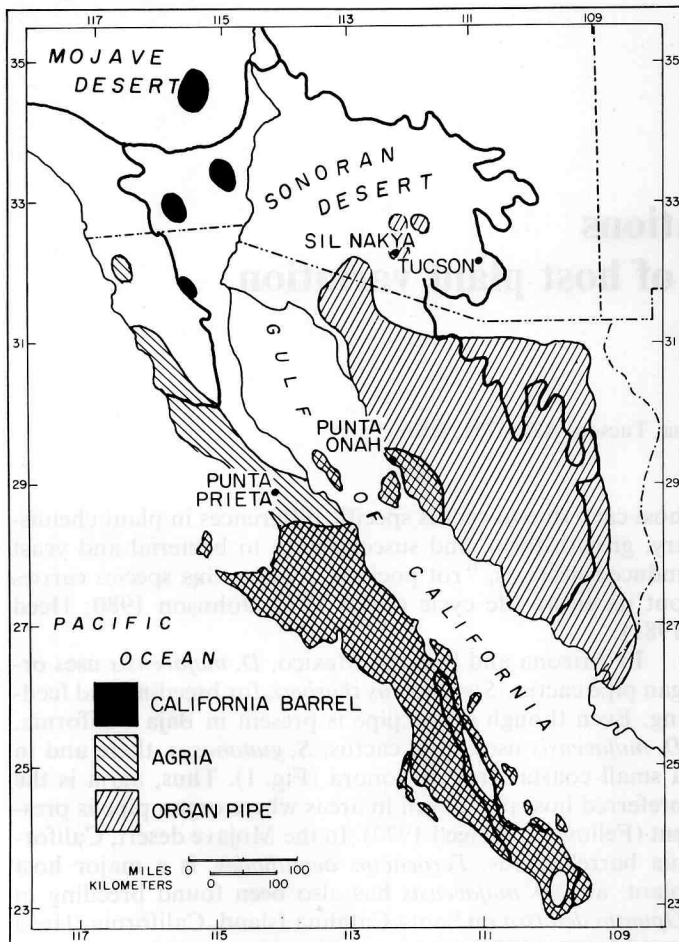 117 115 113 111 109
35 35
MOJAVE
DESERT
SONORAN
DESERT
33 33
SIL NAKYA
TUCSON
31 31
GULF
OF
CALIFORNIA
PUNTA
ONAH
29 29
PUNTA
PRIETA
27 27
PACIFIC
OCEAN
CALIFORNIA BARREL
AGRIA
ORGAN PIPE
25 25
MILES 0 100
KILOMETERS 0 100
23 23
117 115 113 111 109